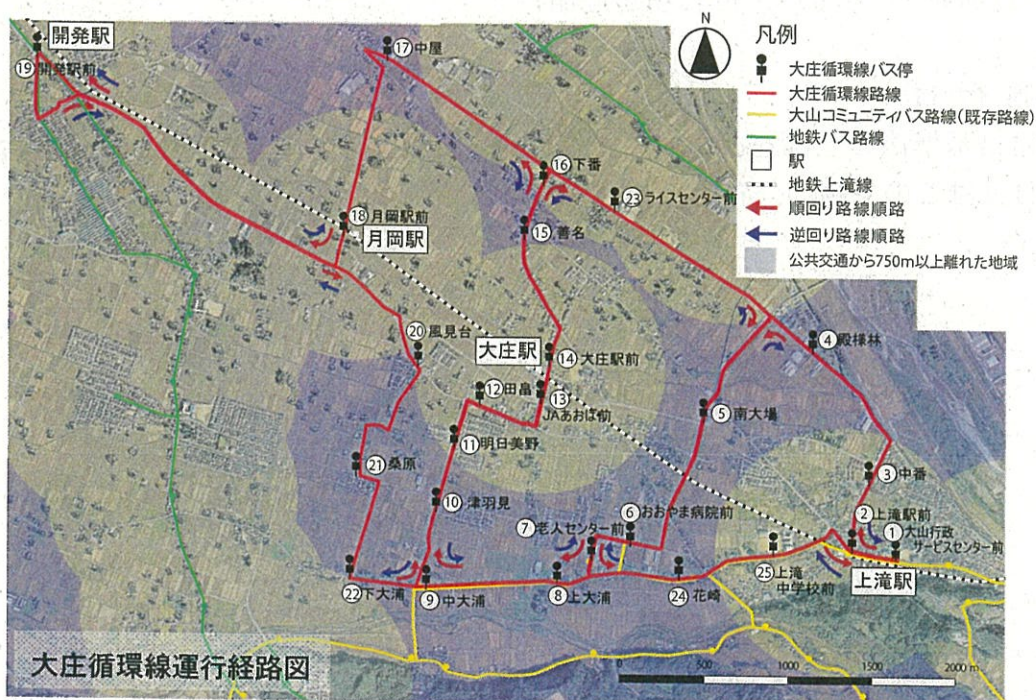 開発駅
⑲開発駅前
⑰中屋
N
凡例
大庄循環線バス停
大庄循環線路線
大山コミュニティバス路線(既存路線)
地鉄バス路線
駅
地鉄上滝線
順回り路線順路
逆回り路線順路
公共交通から750m以上離れた地域
⑯下番
㉓ライスセンター前
⑱月岡駅前
月岡駅
⑮善名
⑳風見台
大庄駅
⑭大庄駅前
④殿様林
⑫田畠
⑬
JAあおば前
⑤南大場
⑪明日美野
㉑桑原
③中番
⑩津羽見
⑥おおやま病院前
⑦老人センター前
②上滝駅前
①大山行政
サービスセンター前
㉒下大浦
⑨中大浦
⑧上大浦
㉔花崎
㉕上滝
中学校前
上滝駅
大庄循環線運行経路図
0 500 1000 1500 2000 m